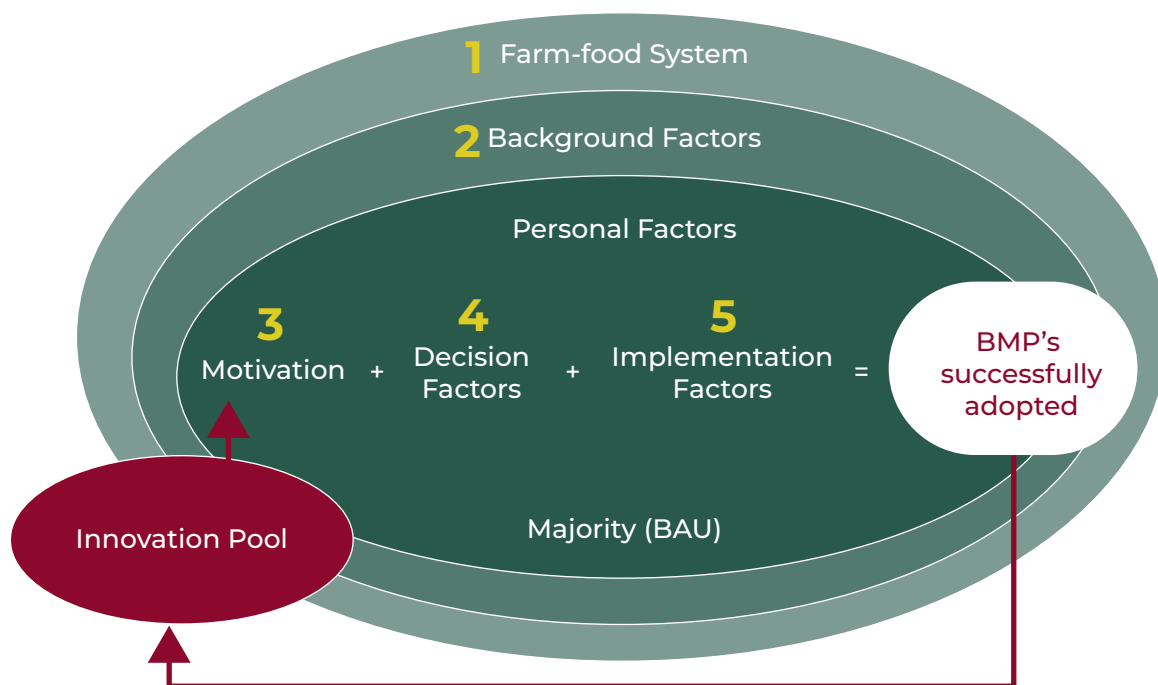 1 Farm-food System
2 Background Factors
Personal Factors
3
4
5
Motivation + Decision Factors + Implementation Factors =
BMP's
successfully
adopted
Innovation Pool
Majority (BAU)